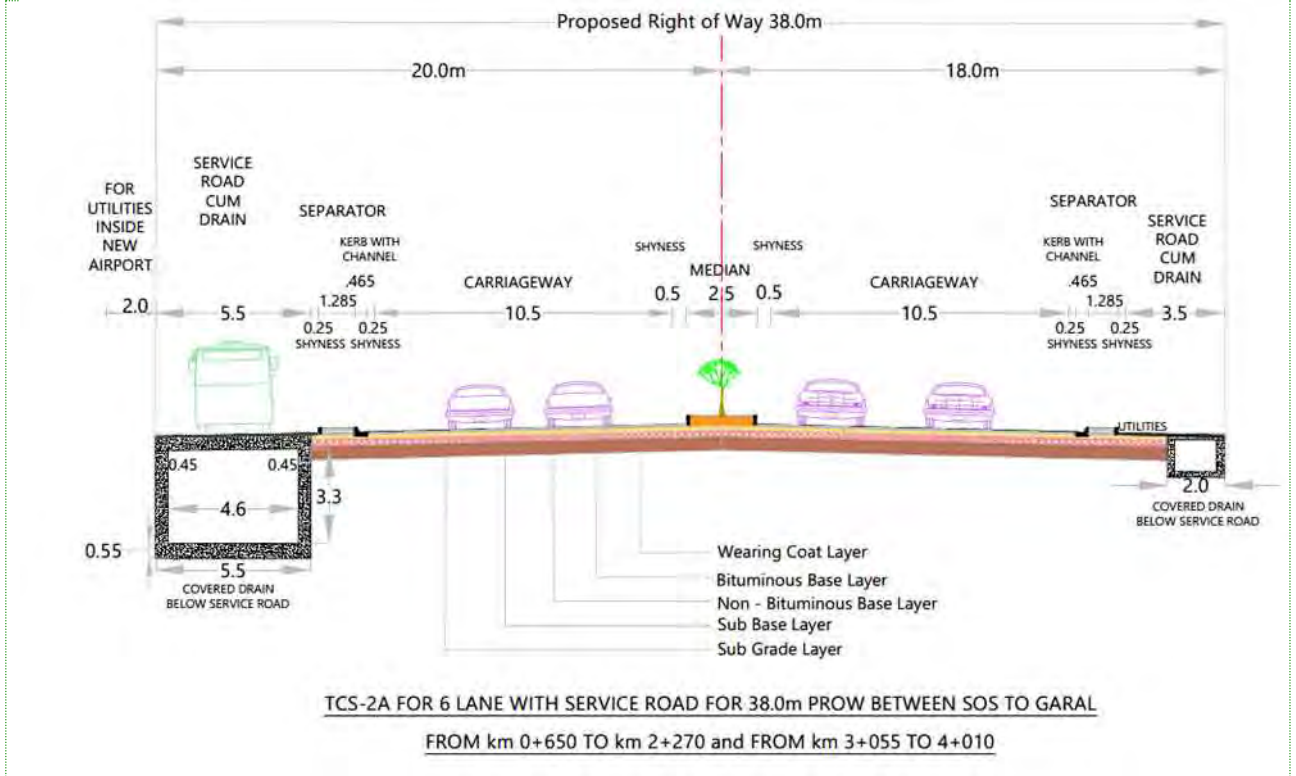 Proposed Right of Way 38.0m
20.0m
18.0m
FOR
UTILITIES
INSIDE
NEW
AIRPORT
SERVICE
ROAD
CUM
DRAIN
SEPARATOR
KERB WITH
CHANNEL
.465
1.285
CARRIAGEWAY
SHYNESS
MEDIAN
SHYNESS
CARRIAGEWAY
SEPARATOR
KERB WITH
CHANNEL
.465
1.285
SERVICE
ROAD
CUM
DRAIN
2.0
5.5
0.25
SHYNESS
0.25
SHYNESS
10.5
0.5
2.5
0.5
10.5
0.25
SHYNESS
0.25
SHYNESS
3.5
UTILITIES
0.45
0.45
4.6
3.3
0.55
5.5
COVERED DRAIN
BELOW SERVICE ROAD
2.0
COVERED DRAIN
BELOW SERVICE ROAD
Wearing Coat Layer
Bituminous Base Layer
Non - Bituminous Base Layer
Sub Base Layer
Sub Grade Layer
TCS-2A FOR 6 LANE WITH SERVICE ROAD FOR 38.0m PROW BETWEEN SOS TO GARAL
FROM km 0+650 TO km 2+270 and FROM km 3+055 TO 4+010